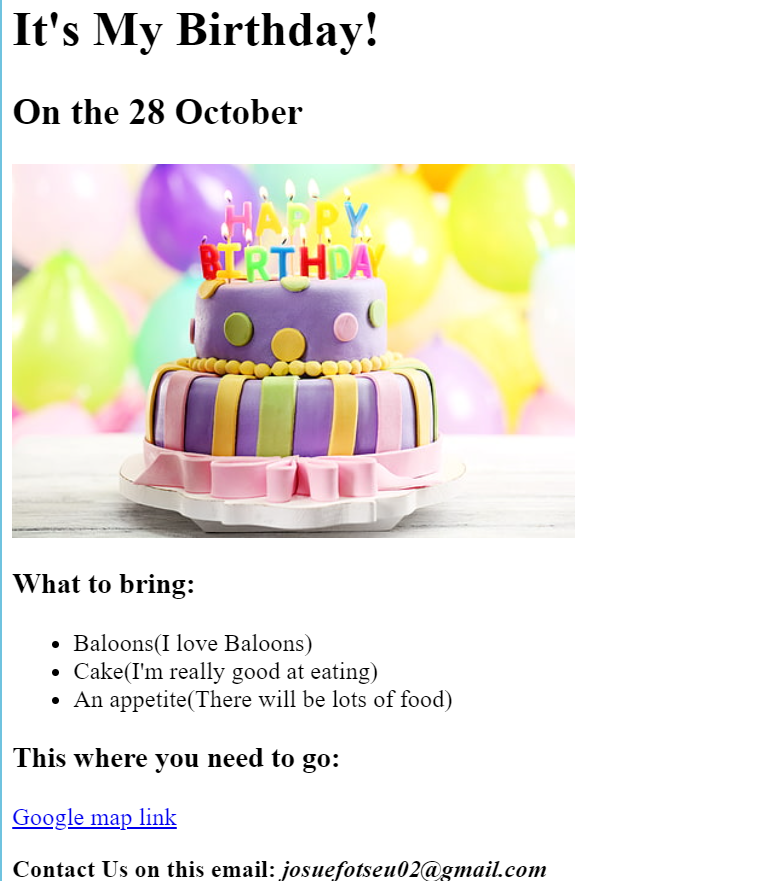 It's My Birthday!
On the 28 October
HAPPY
BIRTHDAY
What to bring:
Baloons(I love Baloons)
Cake(I'm really good at eating)
An appetite(There will be lots of food)
This where you need to go:
Google map link
Contact Us on this email: josuefotseu02@gmail.com